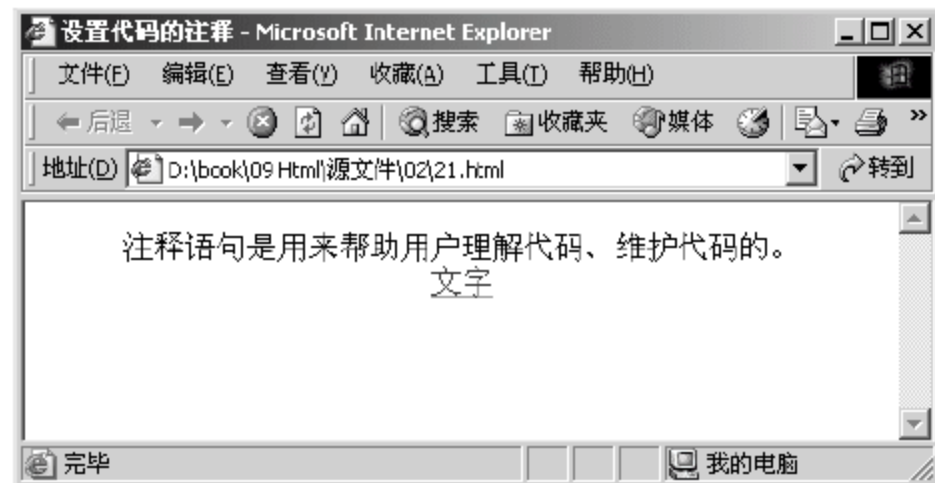 设置代码的注释 - Microsoft Internet Explorer
文件(F) 编辑(E) 查看(V) 收藏(A) 工具(T) 帮助(H)
后退 搜索 收藏夹 媒体 »
地址(D) D:\book\09 Html\源文件\02\21.html 转到
注释语句是用来帮助用户理解代码、维护代码的。
文字
完毕 我的电脑